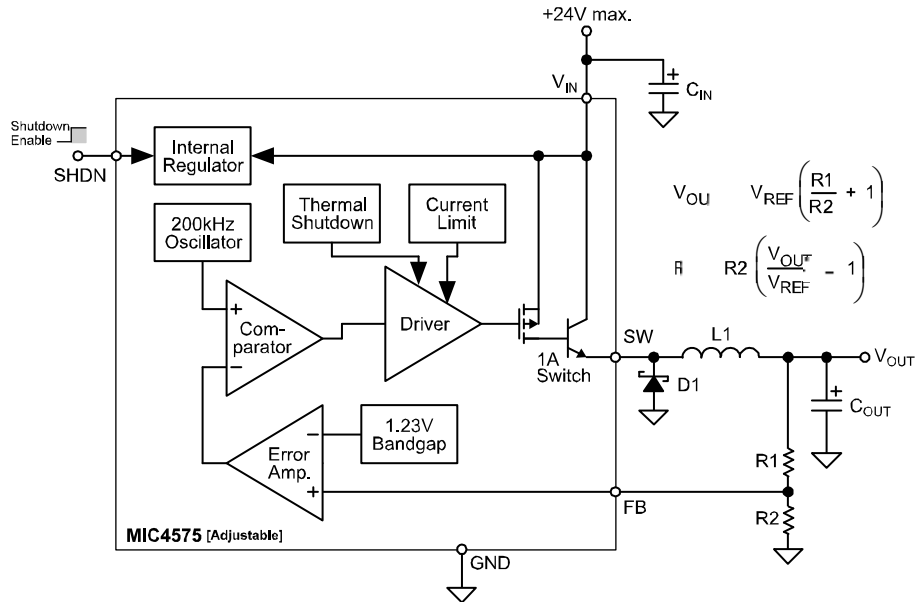 +24V max.
V_IN
C_IN
Shutdown
Enable
SHDN
Internal
Regulator
200kHz
Oscillator
Thermal
Shutdown
Current
Limit
V_REF (R1/R2 + 1)
R2 (V_OUT/V_REF - 1)
+
Com-
parator
−
Driver
1A
Switch
SW
L1
V_OUT
D1
+
C_OUT
Error
Amp.
−
+
1.23V
Bandgap
R1
FB
R2
MIC4575 [Adjustable]
GND